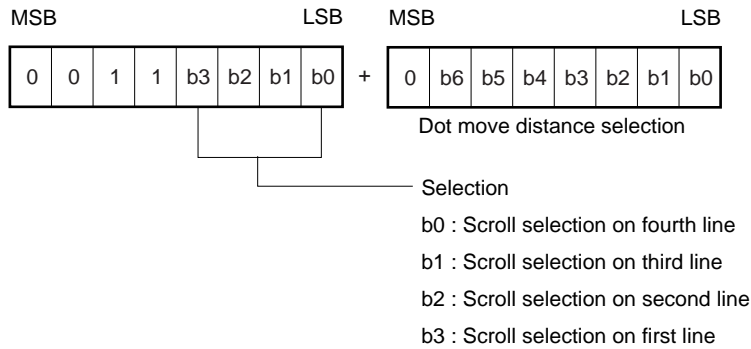 MSB LSB MSB LSB
0 0 1 1 b3 b2 b1 b0 + 0 b6 b5 b4 b3 b2 b1 b0
Dot move distance selection
Selection
b0 : Scroll selection on fourth line
b1 : Scroll selection on third line
b2 : Scroll selection on second line
b3 : Scroll selection on first line